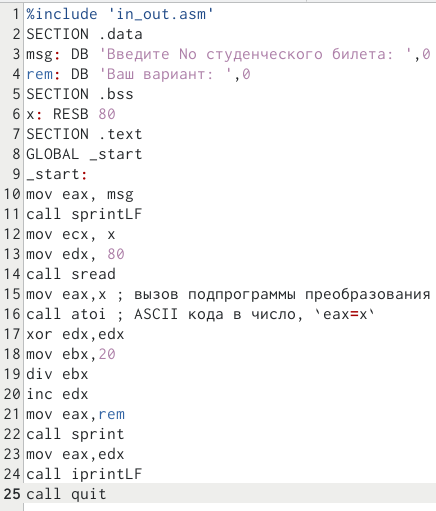 1 %include 'in_out.asm'
2 SECTION .data
3 msg: DB 'Введите No студенческого билета: ',0
4 rem: DB 'Ваш вариант: ',0
5 SECTION .bss
6 x: RESB 80
7 SECTION .text
8 GLOBAL _start
9 _start:
10 mov eax, msg
11 call sprintLF
12 mov ecx, x
13 mov edx, 80
14 call sread
15 mov eax,x ; вызов подпрограммы преобразования
16 call atoi ; ASCII кода в число, `eax=x`
17 xor edx,edx
18 mov ebx,20
19 div ebx
20 inc edx
21 mov eax,rem
22 call sprint
23 mov eax,edx
24 call iprintLF
25 call quit